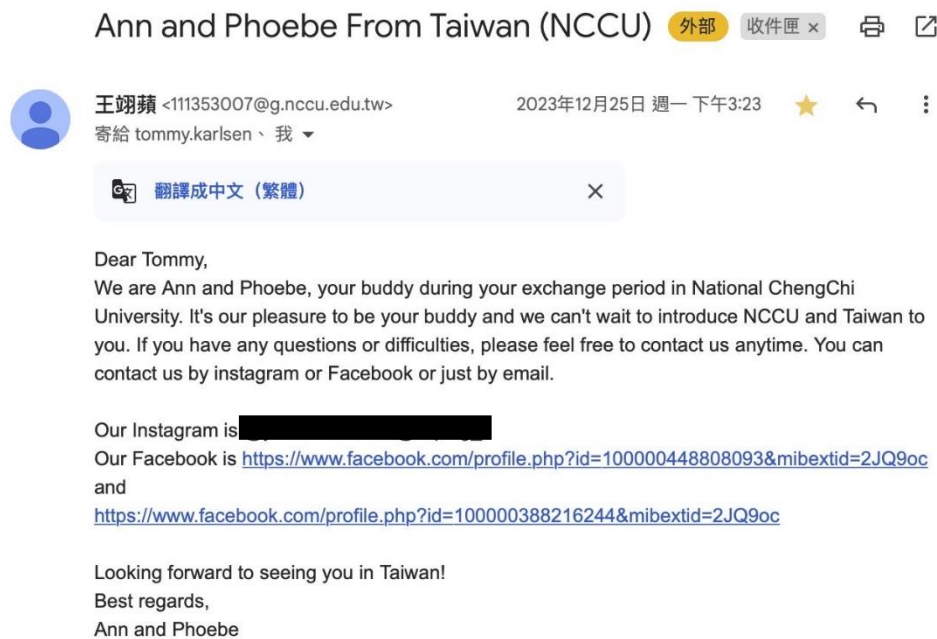 Ann and Phoebe From Taiwan (NCCU) 外部 收件匣 ×
王翊蘋 <111353007@g.nccu.edu.tw> 2023年12月25日 週一 下午3:23
寄給 tommy.karlsen、 我
翻譯成中文（繁體）
Dear Tommy,
We are Ann and Phoebe, your buddy during your exchange period in National ChengChi
University. It's our pleasure to be your buddy and we can't wait to introduce NCCU and Taiwan to
you. If you have any questions or difficulties, please feel free to contact us anytime. You can
contact us by instagram or Facebook or just by email.
Our Instagram is
Our Facebook is https://www.facebook.com/profile.php?id=100000448808093&mibextid=2JQ9oc
and
https://www.facebook.com/profile.php?id=100000388216244&mibextid=2JQ9oc
Looking forward to seeing you in Taiwan!
Best regards,
Ann and Phoebe